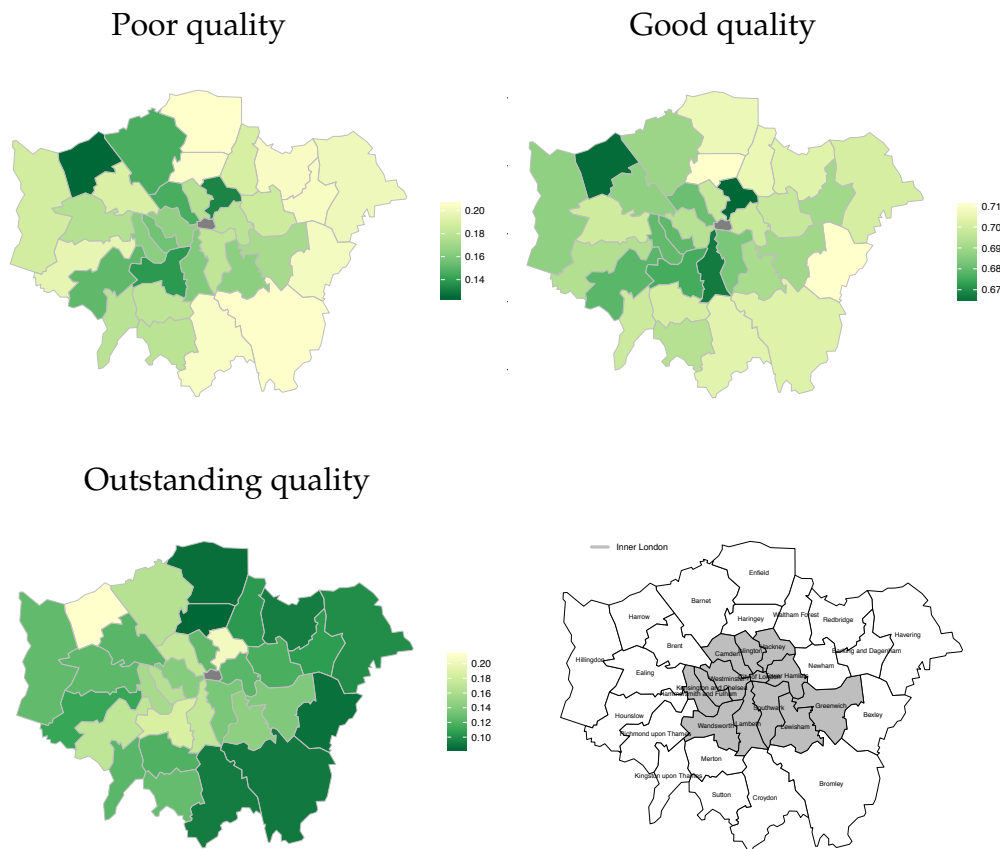 Poor quality
Good quality
0.20
0.18
0.16
0.14
0.71
0.70
0.69
0.68
0.67
Outstanding quality
0.20
0.18
0.16
0.14
0.12
0.10
Inner London
Enfield
Barnet
Harrow
Haringey
Waltham Forest
Redbridge
Havering
Hackney
Islington
Camden
Brent
Barking and Dagenham
Hillingdon
Newham
Ealing
Westminster
City of London
Tower Hamlets
Kensington and Chelsea
Hammersmith and Fulham
Greenwich
Southwark
Hounslow
Bexley
Wandsworth
Lambeth
Lewisham
Richmond upon Thames
Merton
Kingston upon Thames
Bromley
Sutton
Croydon